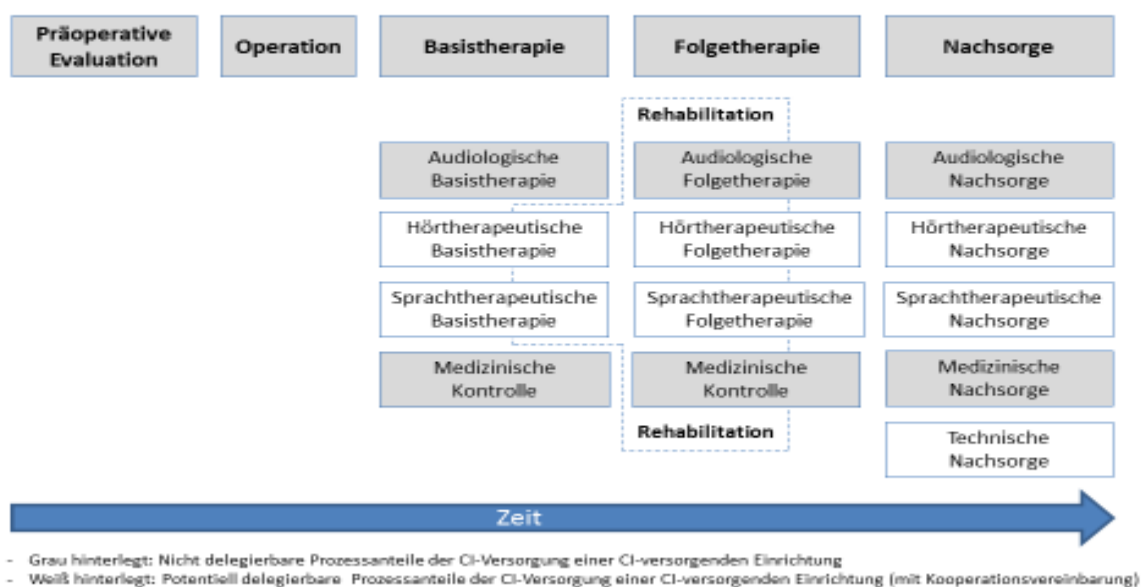 Präoperative
Evaluation
Operation
Basistherapie
Folgetherapie
Nachsorge
Rehabilitation
Audiologische
Basistherapie
Audiologische
Folgetherapie
Audiologische
Nachsorge
Hörtherapeutische
Basistherapie
Hörtherapeutische
Folgetherapie
Hörtherapeutische
Nachsorge
Sprachtherapeutische
Basistherapie
Sprachtherapeutische
Folgetherapie
Sprachtherapeutische
Nachsorge
Medizinische
Kontrolle
Medizinische
Kontrolle
Medizinische
Nachsorge
Rehabilitation
Technische
Nachsorge
Zeit
- Grau hinterlegt: Nicht delegierbare Prozessanteile der CI-Versorgung einer CI-versorgenden Einrichtung
- Weiß hinterlegt: Potentiell delegierbare Prozessanteile der CI-Versorgung einer CI-versorgenden Einrichtung (mit Kooperationsvereinbarung)